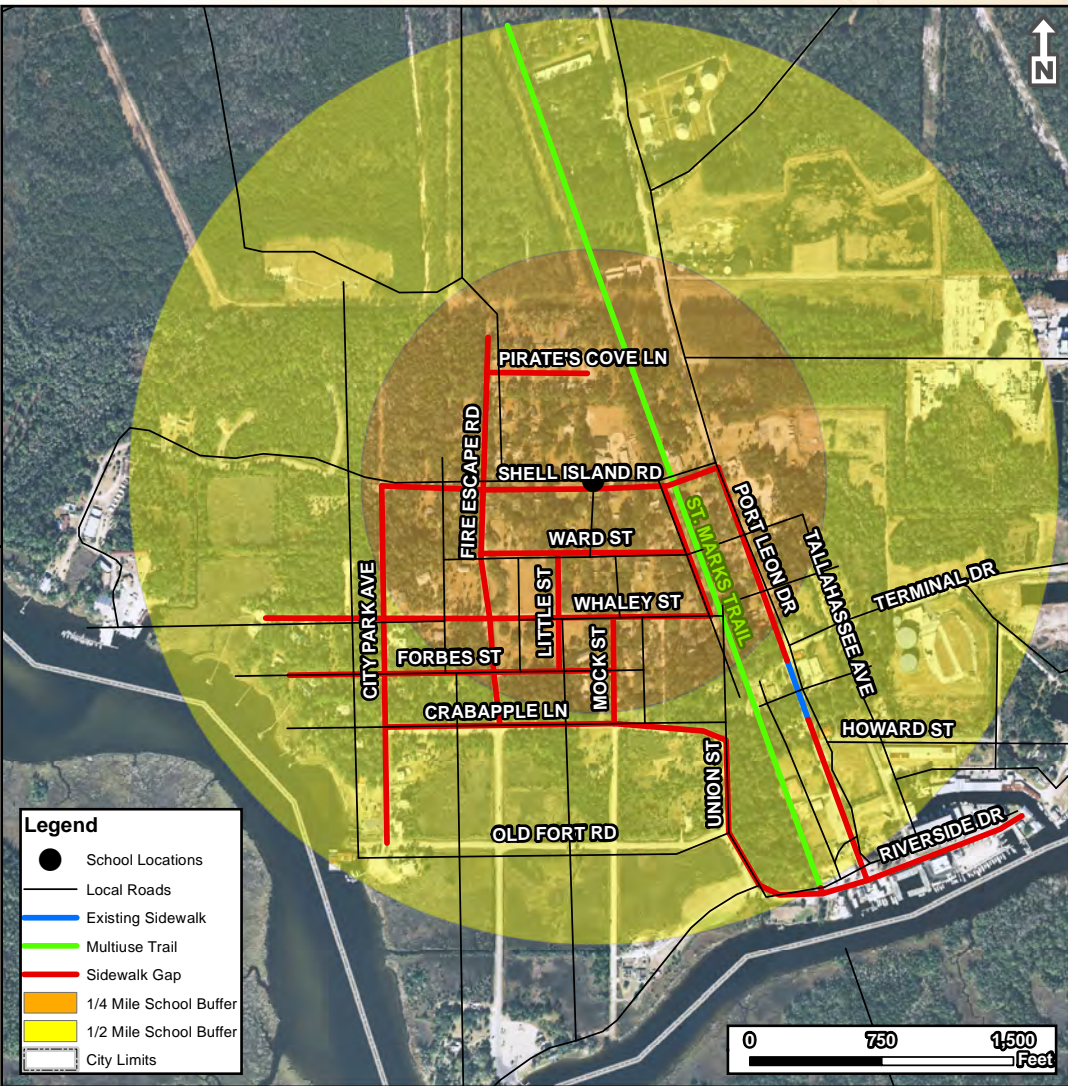 N
PIRATE'S COVE LN
FIRE ESCAPE RD
SHELL ISLAND RD
ST. MARKS TRAIL
PORT LEON DR
WARD ST
TALLAHASSEE AVE
TERMINAL DR
CITY PARK AVE
LITTLE ST
WHALEY ST
MOCK ST
FORBES ST
CRABAPPLE LN
HOWARD ST
UNION ST
OLD FORT RD
RIVERSIDE DR
Legend
School Locations
Local Roads
Existing Sidewalk
Multiuse Trail
Sidewalk Gap
1/4 Mile School Buffer
1/2 Mile School Buffer
City Limits
0 750 1,500
Feet